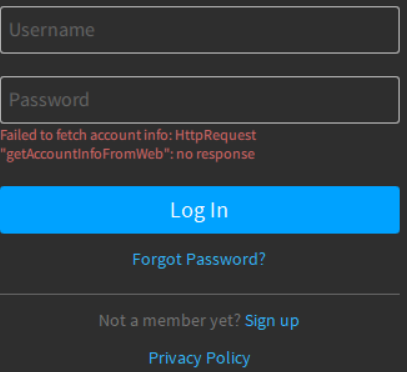 Username
Password
Failed to fetch account info: HttpRequest
"getAccountInfoFromWeb": no response
Log In
Forgot Password?
Not a member yet? Sign up
Privacy Policy